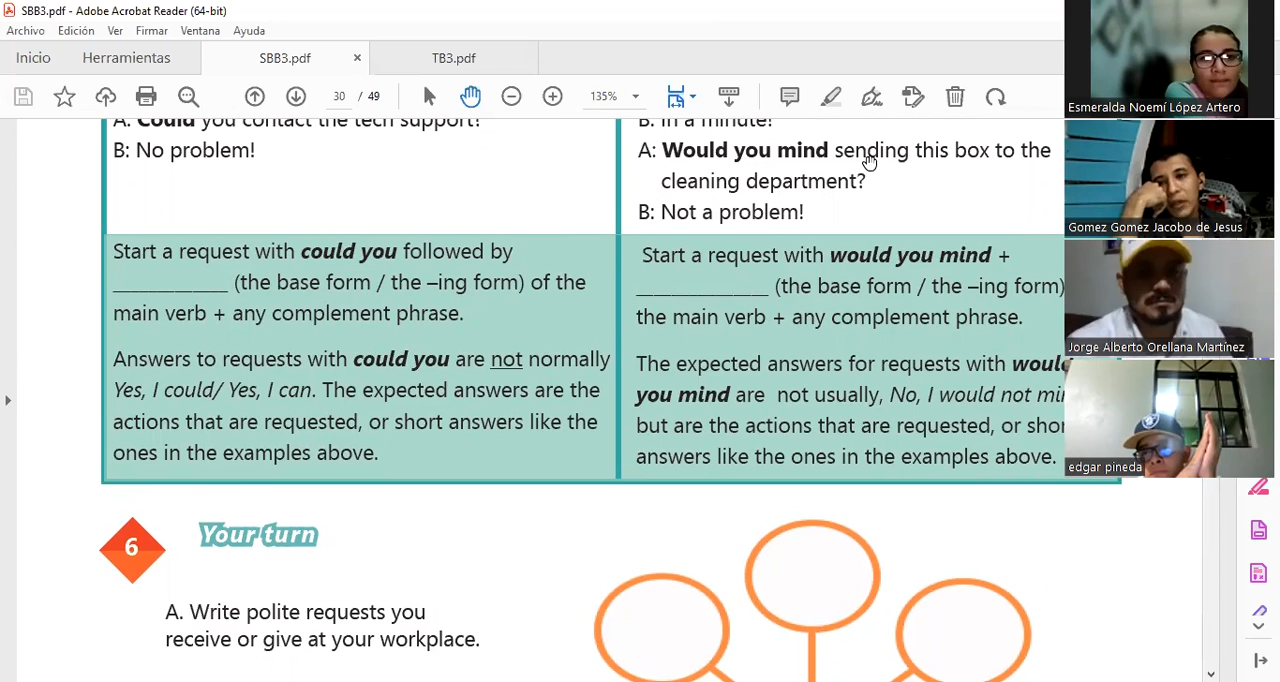 SBB3.pdf - Adobe Acrobat Reader (64-bit)
Archivo Edición Ver Firmar Ventana Ayuda
Inicio Herramientas SBB3.pdf × TB3.pdf
30 / 49 135%
A: Could you contact the tech support?
B: No problem!
B: In a minute!
A: Would you mind sending this box to the
cleaning department?
B: Not a problem!
Start a request with could you followed by
____________ (the base form / the –ing form) of the
main verb + any complement phrase.
Answers to requests with could you are not normally
Yes, I could/ Yes, I can. The expected answers are the
actions that are requested, or short answers like the
ones in the examples above.
Start a request with would you mind +
______________ (the base form / the –ing form)
the main verb + any complement phrase.
The expected answers for requests with
you mind are not usually, No, I would not
but are the actions that are requested, or
answers like the ones in the examples above.
6 Your turn
A. Write polite requests you
receive or give at your workplace.
Esmeralda Noemí López Artero
Gomez Gomez Jacobo de Jesus
Jorge Alberto Orellana Martínez
edgar pineda